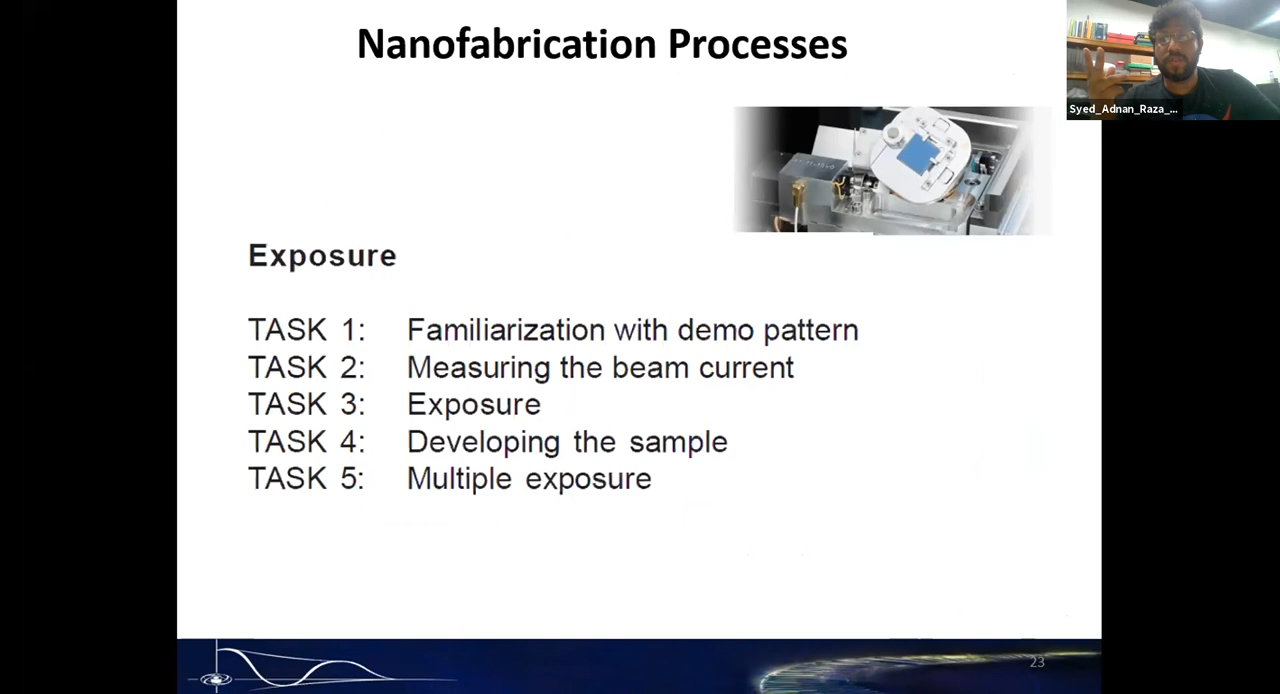 Nanofabrication Processes
Syed_Adnan_Raza_...
Exposure
TASK 1: Familiarization with demo pattern
TASK 2: Measuring the beam current
TASK 3: Exposure
TASK 4: Developing the sample
TASK 5: Multiple exposure
23